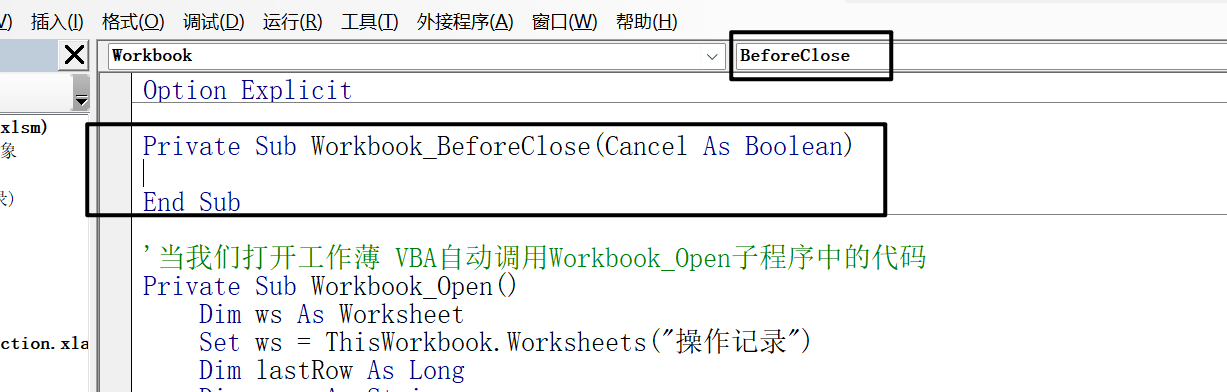 插入(I) 格式(O) 调试(D) 运行(R) 工具(T) 外接程序(A) 窗口(W) 帮助(H)
Workbook BeforeClose
Option Explicit
xlsm)
象
Private Sub Workbook_BeforeClose(Cancel As Boolean)
录)
End Sub
'当我们打开工作薄 VBA自动调用Workbook_Open子程序中的代码
Private Sub Workbook_Open()
Dim ws As Worksheet
Set ws = ThisWorkbook.Worksheets("操作记录")
ction.xla
Dim lastRow As Long